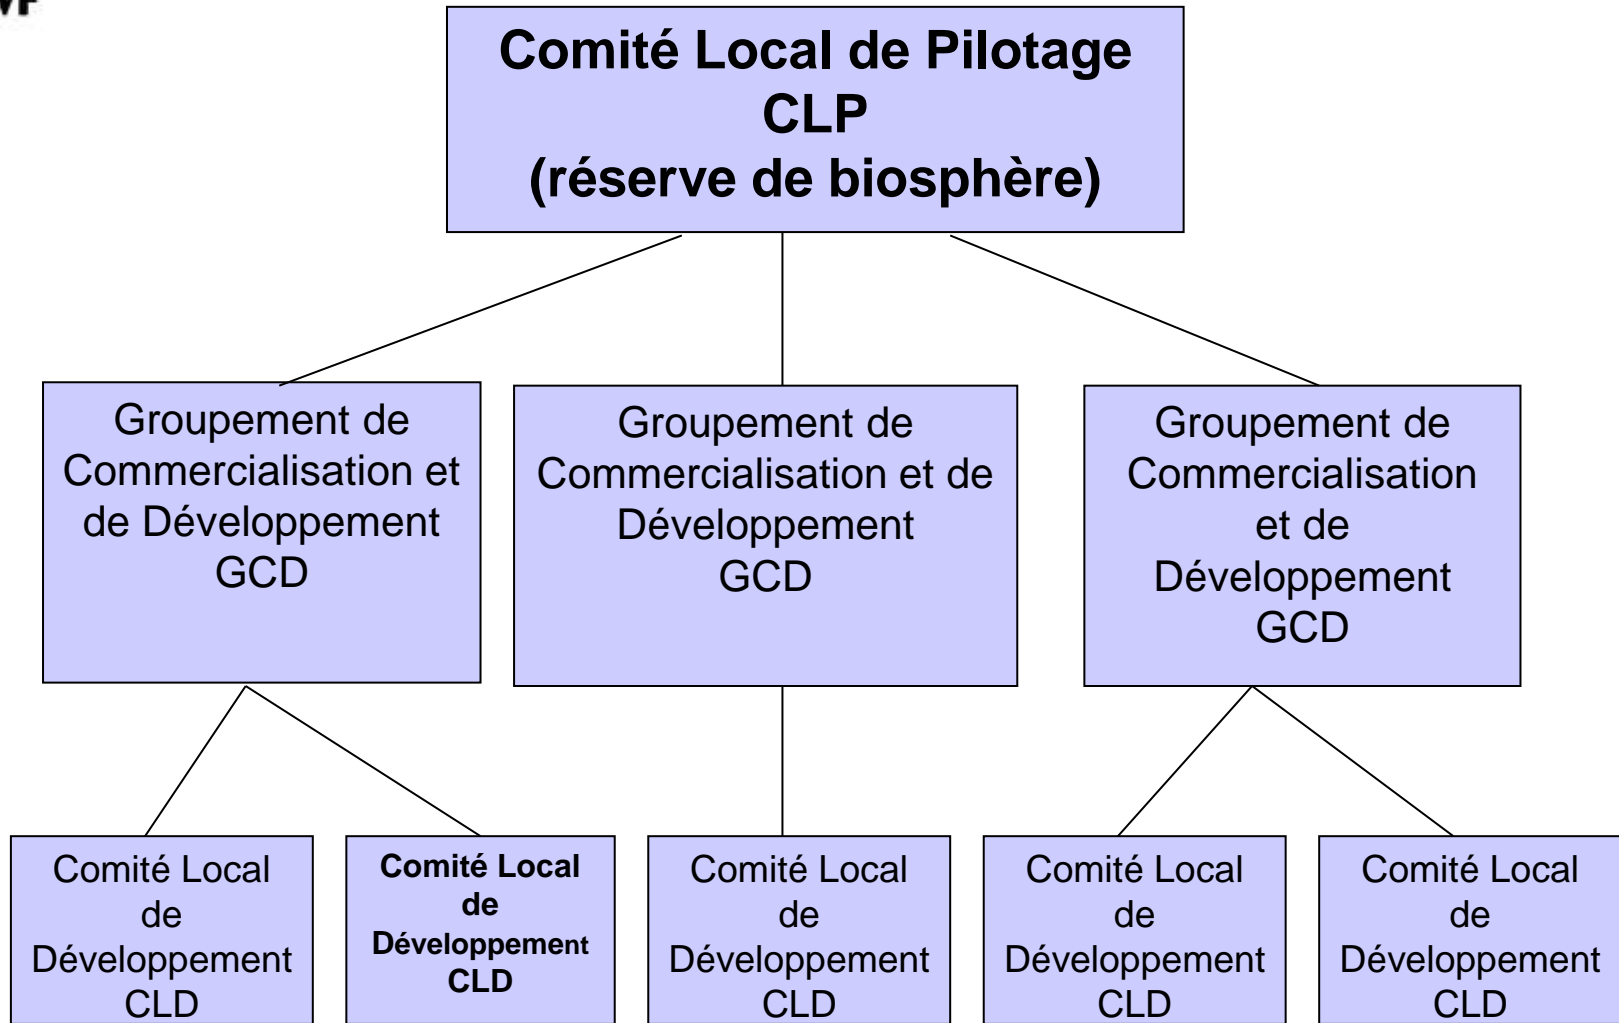 Comité Local de Pilotage
CLP
(réserve de biosphère)
Groupement de
Commercialisation et
de Développement
GCD
Groupement de
Commercialisation et de
Développement
GCD
Groupement de
Commercialisation
et de
Développement
GCD
Comité Local
de
Développement
CLD
Comité Local
de
Développement
CLD
Comité Local
de
Développement
CLD
Comité Local
de
Développement
CLD
Comité Local
de
Développement
CLD